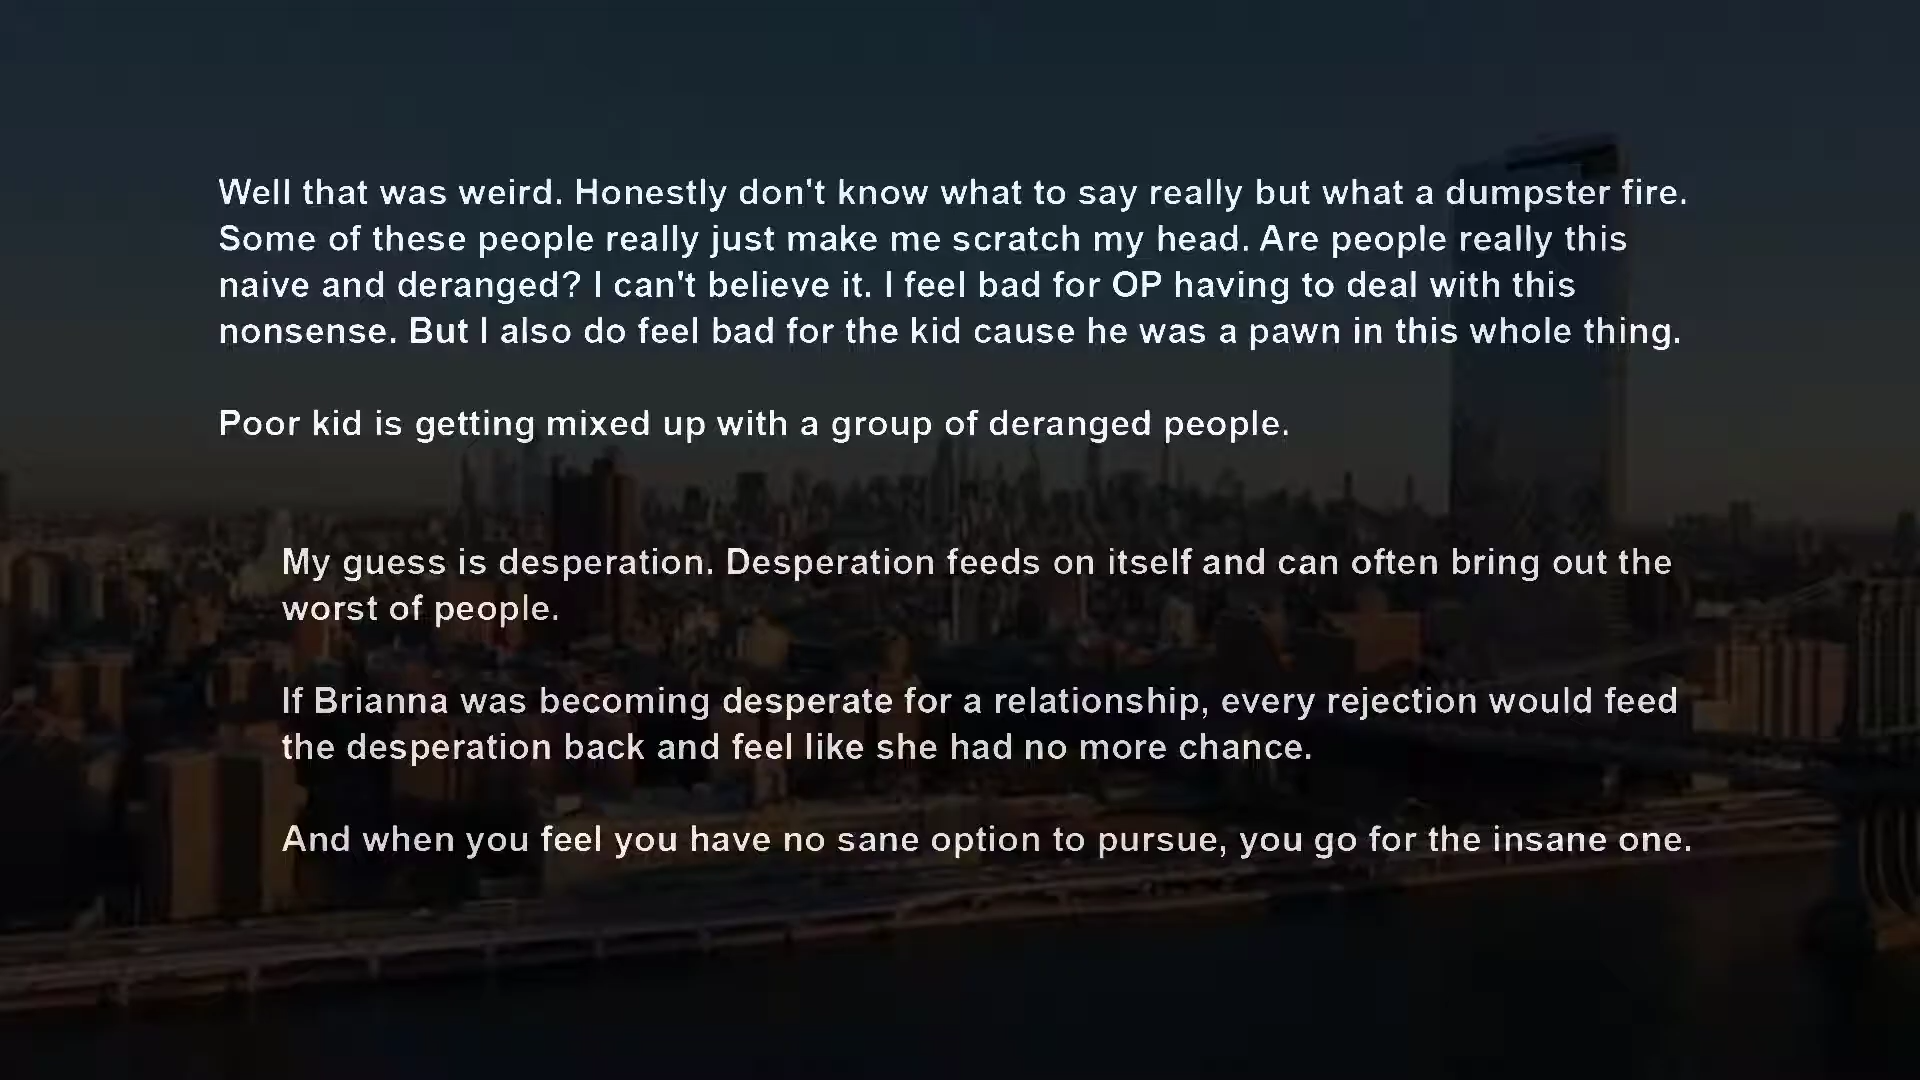 Well that was weird. Honestly don't know what to say really but what a dumpster fire.
Some of these people really just make me scratch my head. Are people really this
naive and deranged? I can't believe it. I feel bad for OP having to deal with this
nonsense. But I also do feel bad for the kid cause he was a pawn in this whole thing.
Poor kid is getting mixed up with a group of deranged people.
My guess is desperation. Desperation feeds on itself and can often bring out the
worst of people.
If Brianna was becoming desperate for a relationship, every rejection would feed
the desperation back and feel like she had no more chance.
And when you feel you have no sane option to pursue, you go for the insane one.